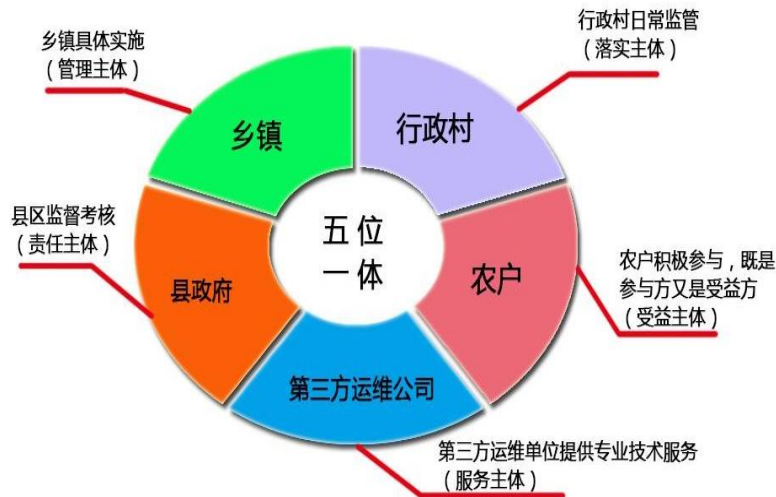 乡镇具体实施
（管理主体）
行政村日常监管
（落实主体）
乡镇
行政村
五位
一体
县区监督考核
（责任主体）
县政府
农户
农户积极参与，既是
参与方又是受益方
（受益主体）
第三方运维公司
第三方运维单位提供专业技术服务
（服务主体）